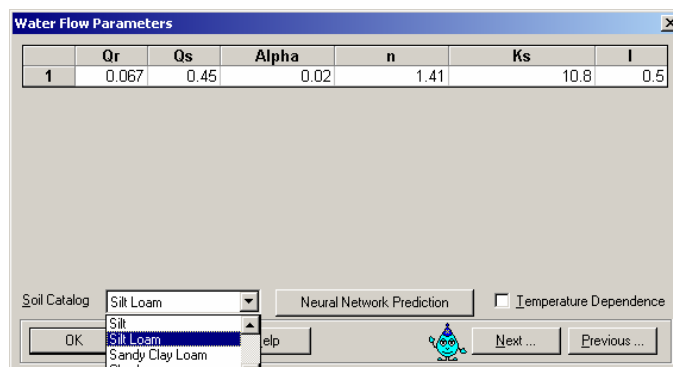 Water Flow Parameters
Qr Qs Alpha n Ks l
1 0.067 0.45 0.02 1.41 10.8 0.5
Soil Catalog Silt Loam Neural Network Prediction Temperature Dependence
Silt
OK Silt Loam elp Next ... Previous ...
Sandy Clay Loam